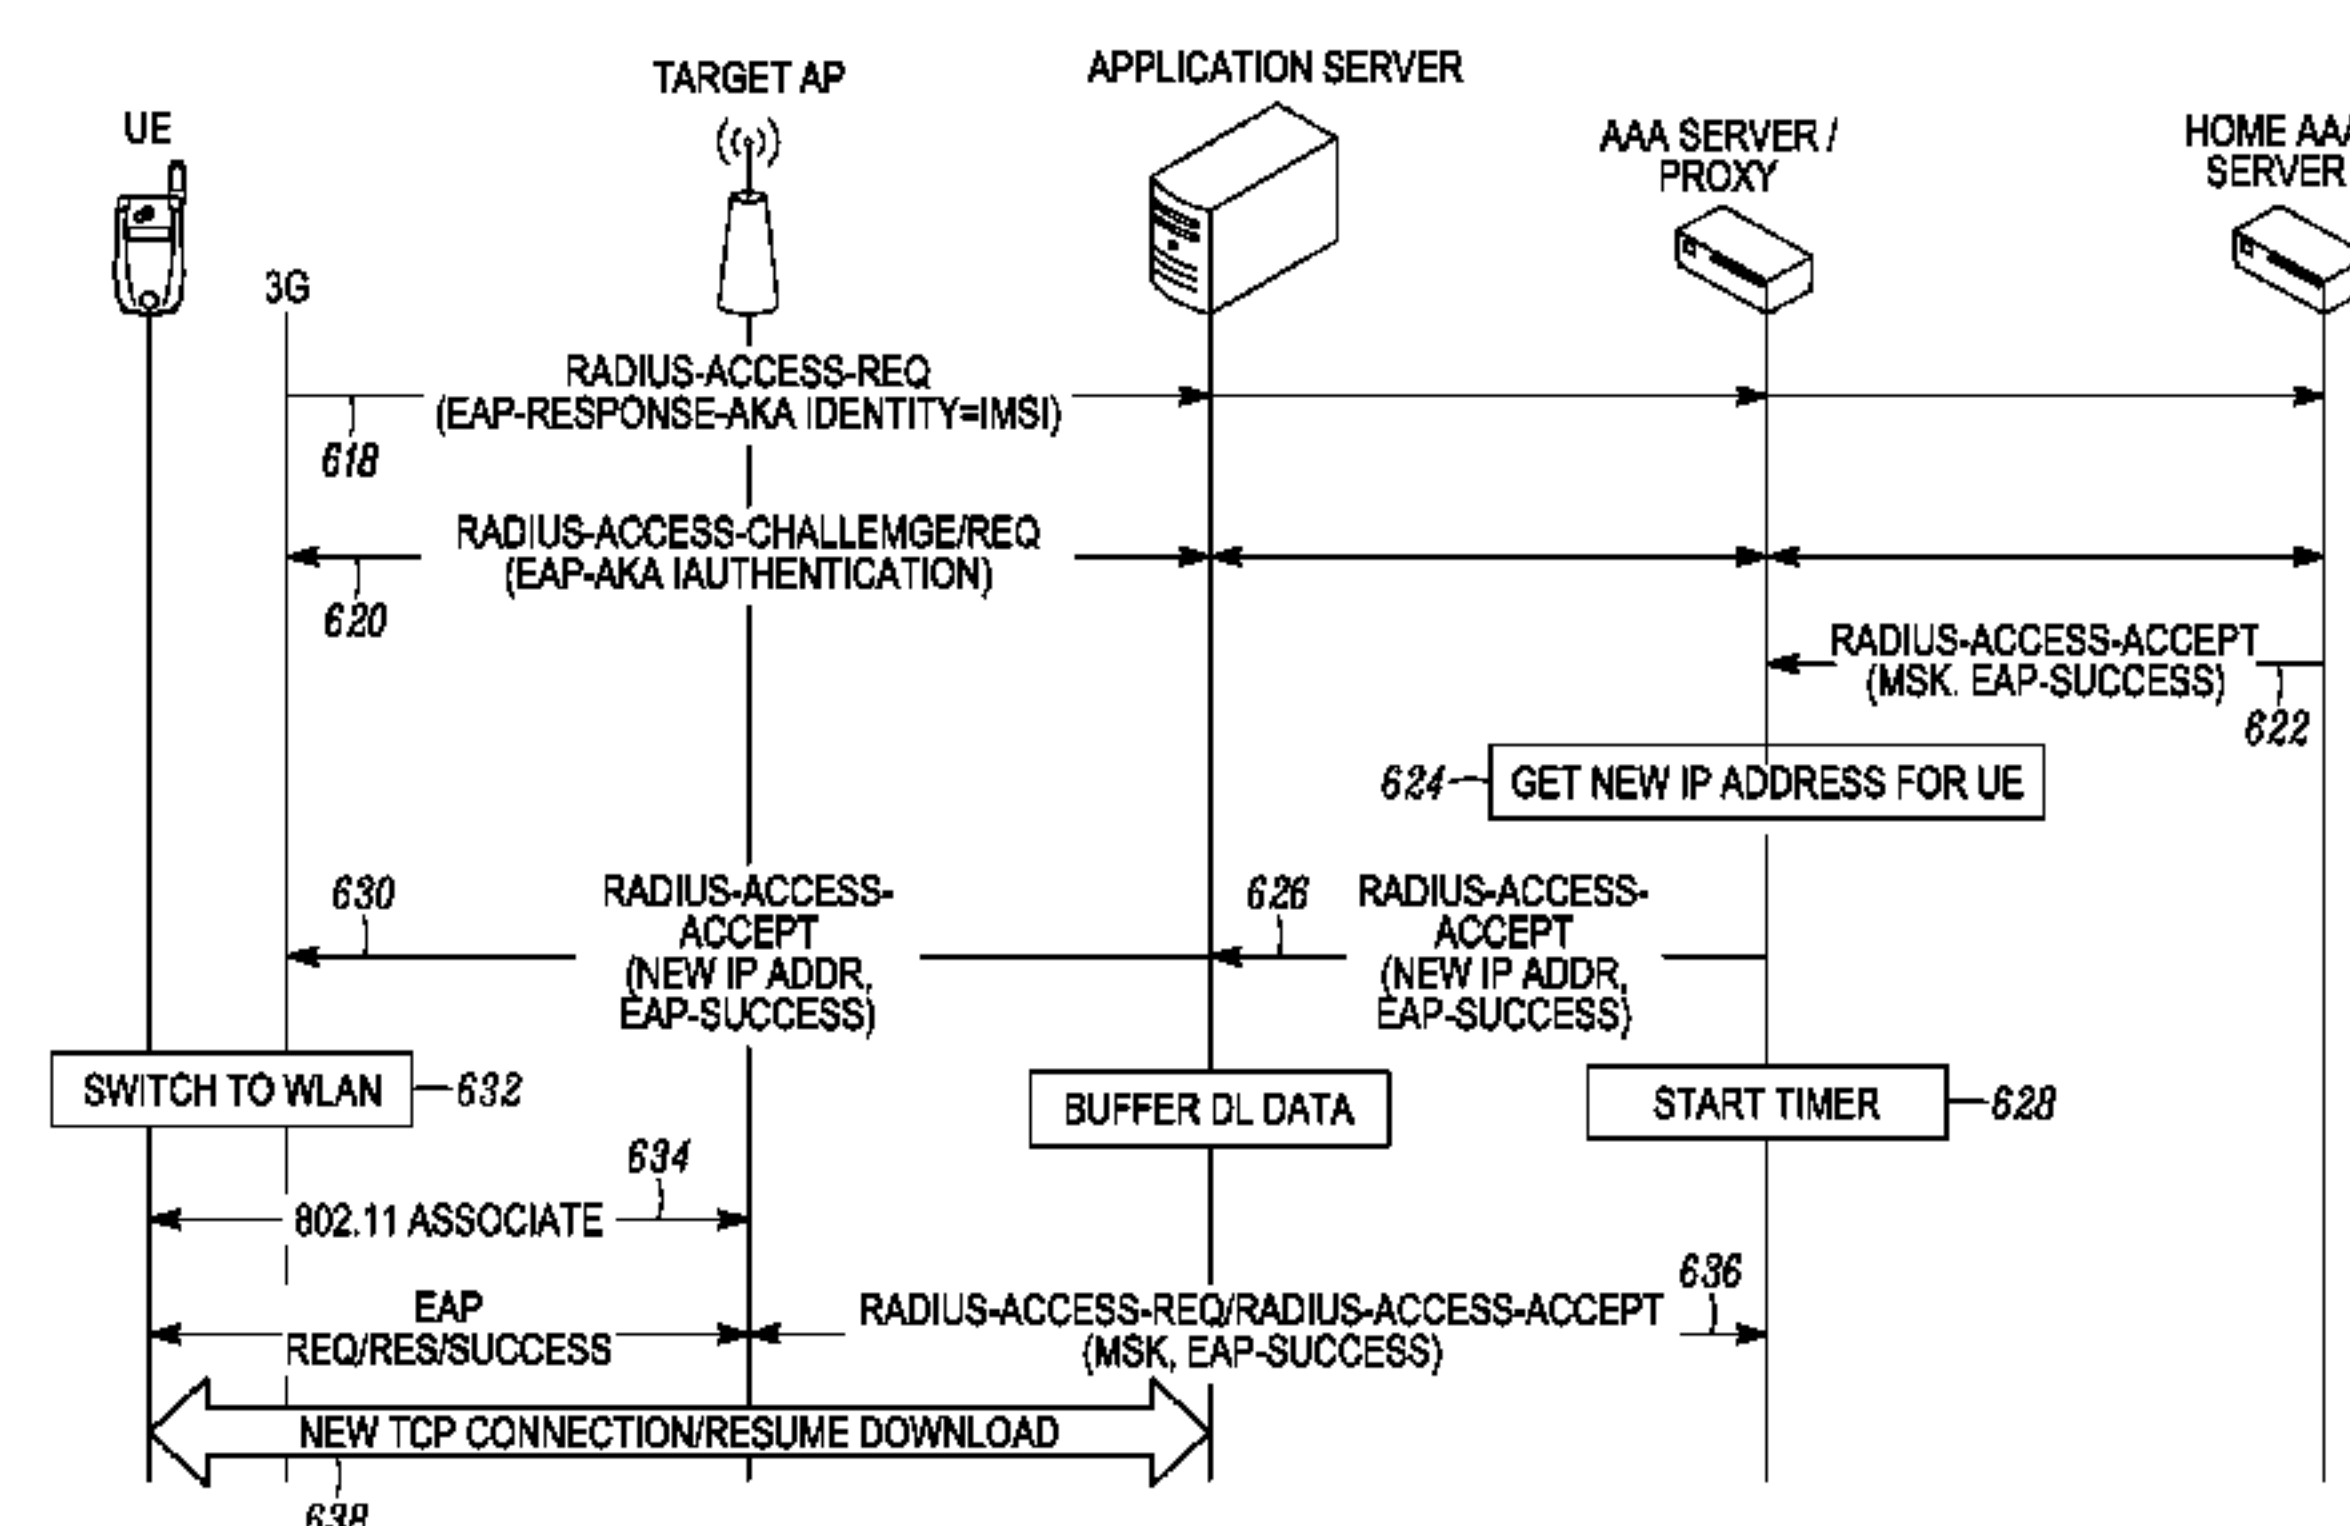 TARGET AP
APPLICATION SERVER
UE
AAA SERVER /
PROXY
HOME AAA
SERVER
3G
RADIUS-ACCESS-REQ
(EAP-RESPONSE-AKA IDENTITY=IMSI)
618
RADIUS-ACCESS-CHALLEMGE/REQ
(EAP-AKA IAUTHENTICATION)
620
RADIUS-ACCESS-ACCEPT
(MSK. EAP-SUCCESS)
622
624
GET NEW IP ADDRESS FOR UE
630
RADIUS-ACCESS-
ACCEPT
(NEW IP ADDR,
EAP-SUCCESS)
626
RADIUS-ACCESS-
ACCEPT
(NEW IP ADDR,
EAP-SUCCESS)
SWITCH TO WLAN
632
BUFFER DL DATA
START TIMER
628
634
802.11 ASSOCIATE
636
EAP
REQ/RES/SUCCESS
RADIUS-ACCESS-REQ/RADIUS-ACCESS-ACCEPT
(MSK, EAP-SUCCESS)
NEW TCP CONNECTION/RESUME DOWNLOAD
638